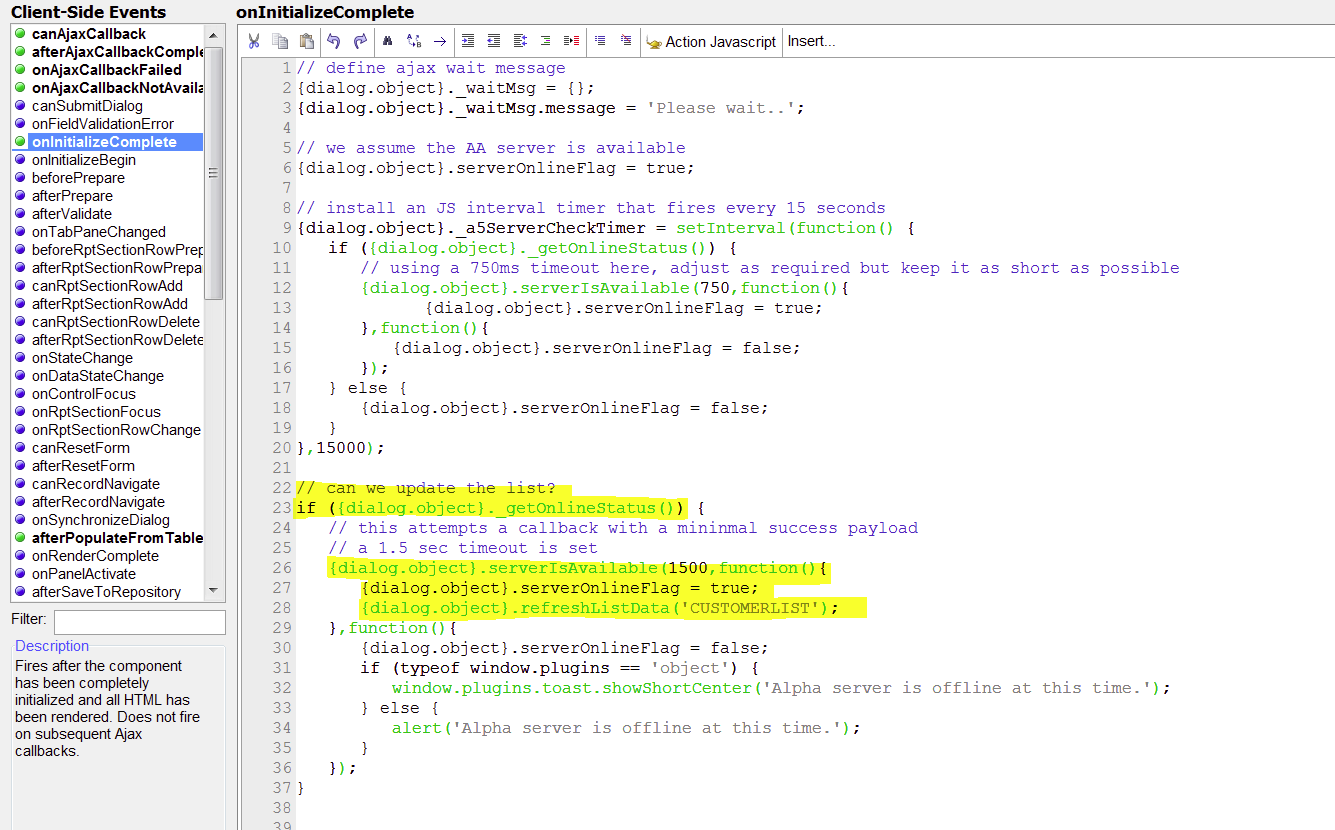 Client-Side Events
canAjaxCallback
afterAjaxCallbackComple
onAjaxCallbackFailed
onAjaxCallbackNotAvaila
canSubmitDialog
onFieldValidationError
onInitializeComplete
onInitializeBegin
beforePrepare
afterPrepare
afterValidate
onTabPaneChanged
beforeRptSectionRowPrep
afterRptSectionRowPrepa
canRptSectionRowAdd
afterRptSectionRowAdd
canRptSectionRowDelete
afterRptSectionRowDelete
onStateChange
onDataStateChange
onControlFocus
onRptSectionFocus
onRptSectionRowChange
canResetForm
afterResetForm
canRecordNavigate
afterRecordNavigate
onSynchronizeDialog
afterPopulateFromTable
onRenderComplete
onPanelActivate
afterSaveToRepository
Filter:
Description
Fires after the component
has been completely
initialized and all HTML has
been rendered. Does not fire
on subsequent Ajax
callbacks.
onInitializeComplete
Action Javascript Insert...
1 // define ajax wait message
2 {dialog.object}._waitMsg = {};
3 {dialog.object}._waitMsg.message = 'Please wait..';
4
5 // we assume the AA server is available
6 {dialog.object}.serverOnlineFlag = true;
7
8 // install an JS interval timer that fires every 15 seconds
9 {dialog.object}._a5ServerCheckTimer = setInterval(function() {
10 if ({dialog.object}._getOnlineStatus()) {
11 // using a 750ms timeout here, adjust as required but keep it as short as possible
12 {dialog.object}.serverIsAvailable(750,function(){
13 {dialog.object}.serverOnlineFlag = true;
14 },function(){
15 {dialog.object}.serverOnlineFlag = false;
16 });
17 } else {
18 {dialog.object}.serverOnlineFlag = false;
19 }
20 },15000);
21
22 // can we update the list?
23 if ({dialog.object}._getOnlineStatus()) {
24 // this attempts a callback with a mininmal success payload
25 // a 1.5 sec timeout is set
26 {dialog.object}.serverIsAvailable(1500,function(){
27 {dialog.object}.serverOnlineFlag = true;
28 {dialog.object}.refreshListData('CUSTOMERLIST');
29 },function(){
30 {dialog.object}.serverOnlineFlag = false;
31 if (typeof window.plugins == 'object') {
32 window.plugins.toast.showShortCenter('Alpha server is offline at this time.');
33 } else {
34 alert('Alpha server is offline at this time.');
35 }
36 });
37 }
38
39